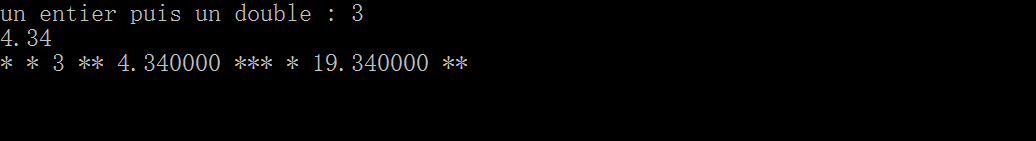 un entier puis un double : 3
4.34
* * 3 ** 4.340000 *** * 19.340000 **